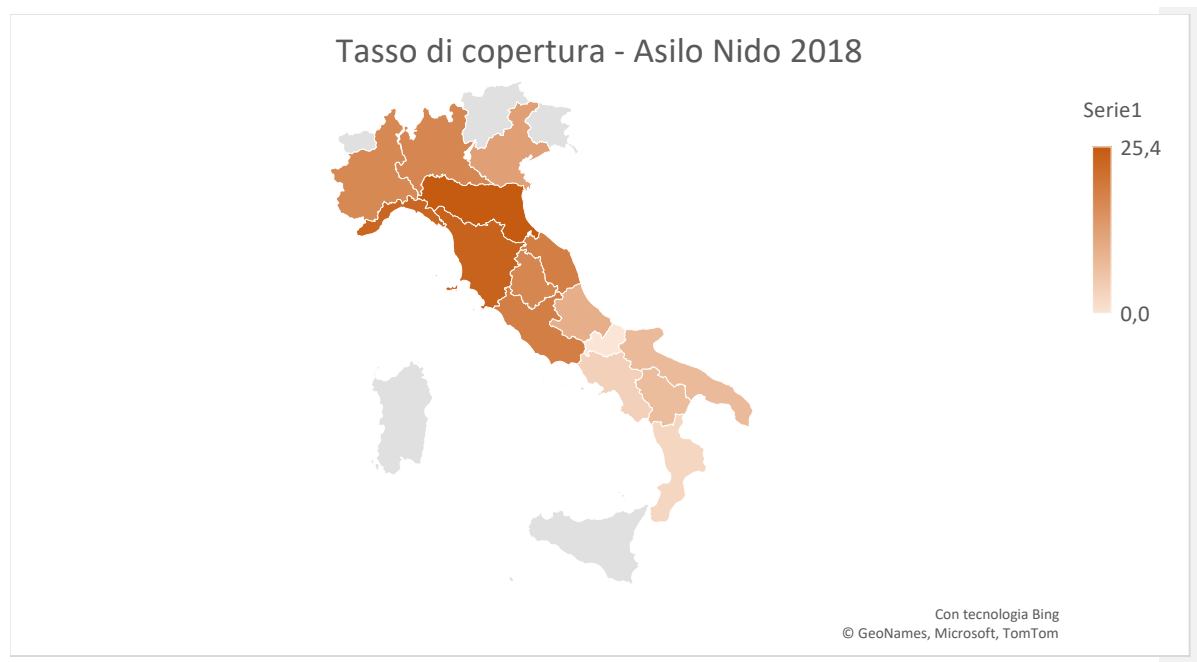 Tasso di copertura - Asilo Nido 2018
Serie1
25,4
0,0
Con tecnologia Bing
© GeoNames, Microsoft, TomTom